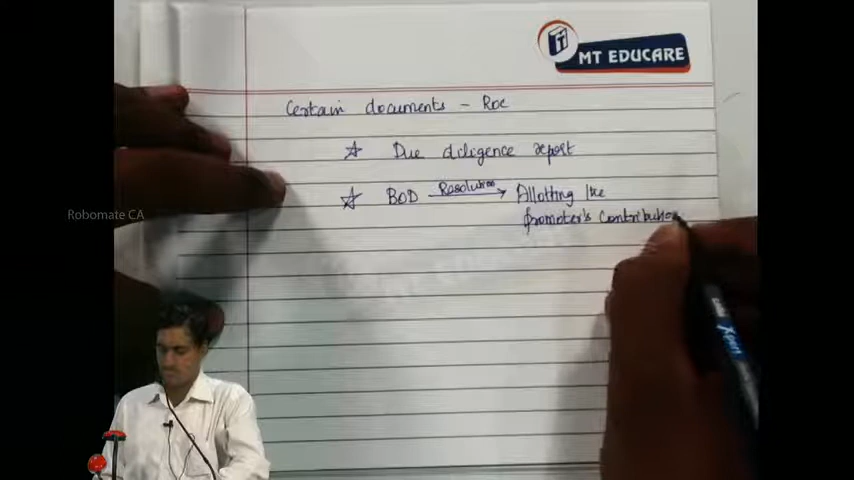 MT EDUCARE
Certain documents - Roc
☆ Due diligence report
☆ BOD Resolution → Allotting the
promoter's contribution
Robomate CA